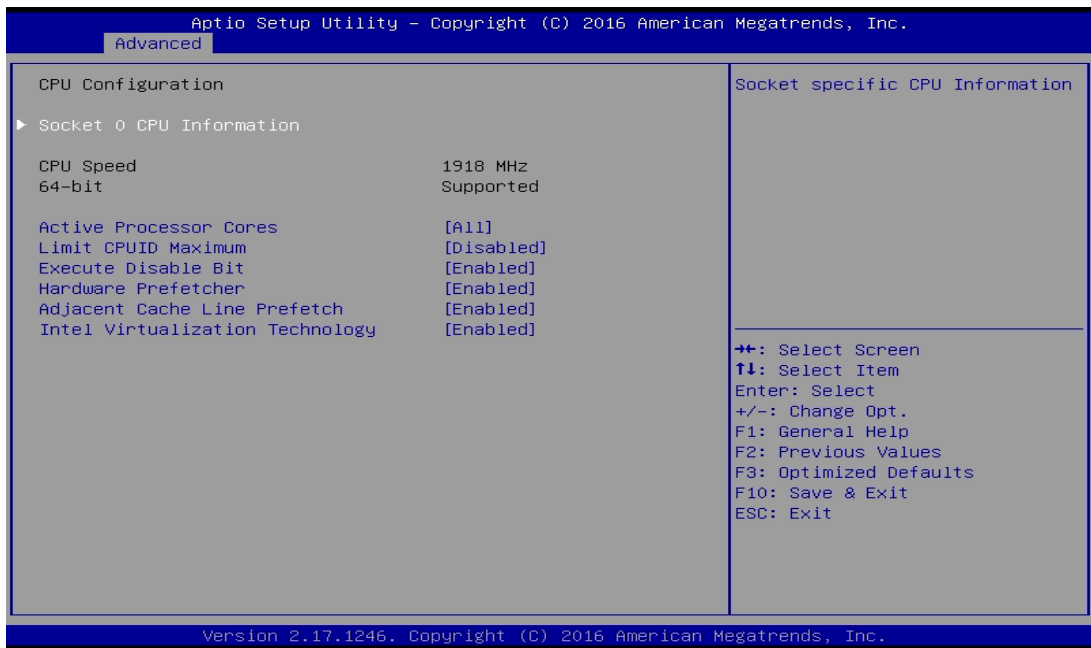 Aptio Setup Utility – Copyright (C) 2016 American Megatrends, Inc.
Advanced
CPU Configuration
Socket 0 CPU Information
CPU Speed 1918 MHz
64-bit Supported
Active Processor Cores [All]
Limit CPUID Maximum [Disabled]
Execute Disable Bit [Enabled]
Hardware Prefetcher [Enabled]
Adjacent Cache Line Prefetch [Enabled]
Intel Virtualization Technology [Enabled]
Socket specific CPU Information
→←: Select Screen
↑↓: Select Item
Enter: Select
+/-: Change Opt.
F1: General Help
F2: Previous Values
F3: Optimized Defaults
F10: Save & Exit
ESC: Exit
Version 2.17.1246. Copyright (C) 2016 American Megatrends, Inc.